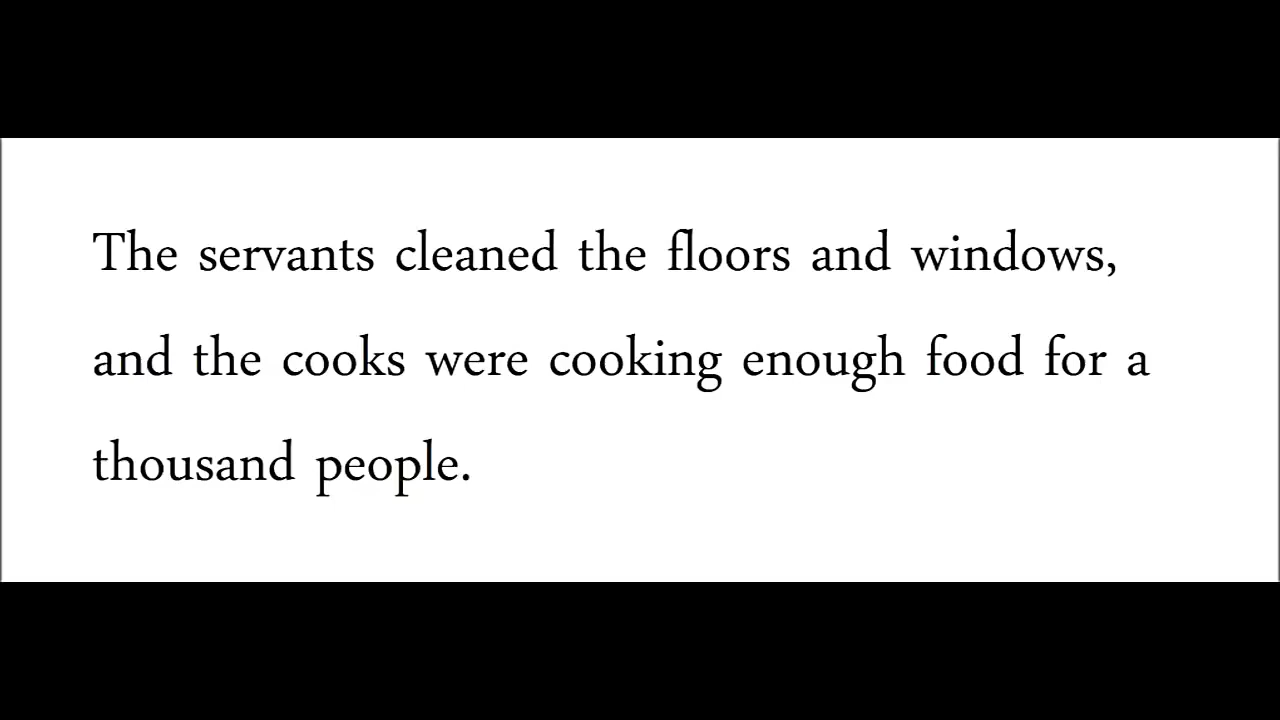 The servants cleaned the floors and windows,
and the cooks were cooking enough food for a
thousand people.